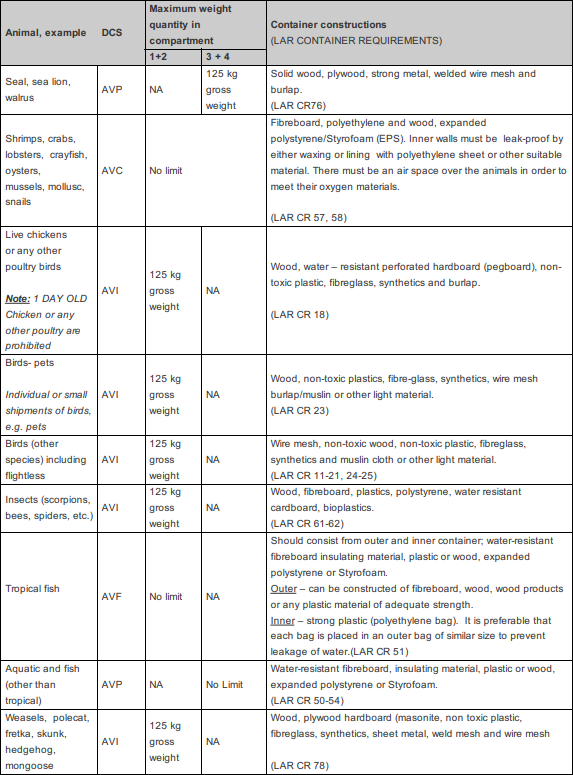 Animal, example
DCS
Maximum weight
quantity in
compartment
1+2
3 + 4
Container constructions
(LAR CONTAINER REQUIREMENTS)
Seal, sea lion,
walrus
AVP
NA
125 kg
gross
weight
Solid wood, plywood, strong metal, welded wire mesh and
burlap.
(LAR CR76)
Shrimps, crabs,
lobsters, crayfish,
oysters,
mussels, mollusc,
snails
AVC
No limit
Fibreboard, polyethylene and wood, expanded
polystyrene/Styrofoam (EPS). Inner walls must be leak-proof by
either waxing or lining with polyethylene sheet or other suitable
material. There must be an air space over the animals in order to
meet their oxygen materials.
(LAR CR 57, 58)
Live chickens
or any other
poultry birds
Note: 1 DAY OLD
Chicken or any
other poultry are
prohibited
AVI
125 kg
gross
weight
NA
Wood, water – resistant perforated hardboard (pegboard), non-
toxic plastic, fibreglass, synthetics and burlap.
(LAR CR 18)
Birds- pets
Individual or small
shipments of birds,
e.g. pets
AVI
125 kg
gross
weight
NA
Wood, non-toxic plastics, fibre-glass, synthetics, wire mesh
burlap/muslin or other light material.
(LAR CR 23)
Birds (other
species) including
flightless
AVI
125 kg
gross
weight
NA
Wire mesh, non-toxic wood, non-toxic plastic, fibreglass,
synthetics and muslin cloth or other light material.
(LAR CR 11-21, 24-25)
Insects (scorpions,
bees, spiders, etc.)
AVI
125 kg
gross
weight
NA
Wood, fibreboard, plastics, polystyrene, water resistant
cardboard, bioplastics.
(LAR CR 61-62)
Tropical fish
AVF
No limit
NA
Should consist from outer and inner container; water-resistant
fibreboard insulating material, plastic or wood, expanded
polystyrene or Styrofoam.
Outer – can be constructed of fibreboard, wood, wood products
or any plastic material of adequate strength.
Inner – strong plastic (polyethylene bag). It is preferable that
each bag is placed in an outer bag of similar size to prevent
leakage of water.(LAR CR 51)
Aquatic and fish
(other than
tropical)
AVP
NA
No Limit
Water-resistant fibreboard, insulating material, plastic or wood,
expanded polystyrene or Styrofoam.
(LAR CR 50-54)
Weasels, polecat,
fretka, skunk,
hedgehog,
mongoose
AVI
125 kg
gross
weight
NA
Wood, plywood hardboard (masonite, non toxic plastic,
fibreglass, synthetics, sheet metal, weld mesh and wire mesh
(LAR CR 78)